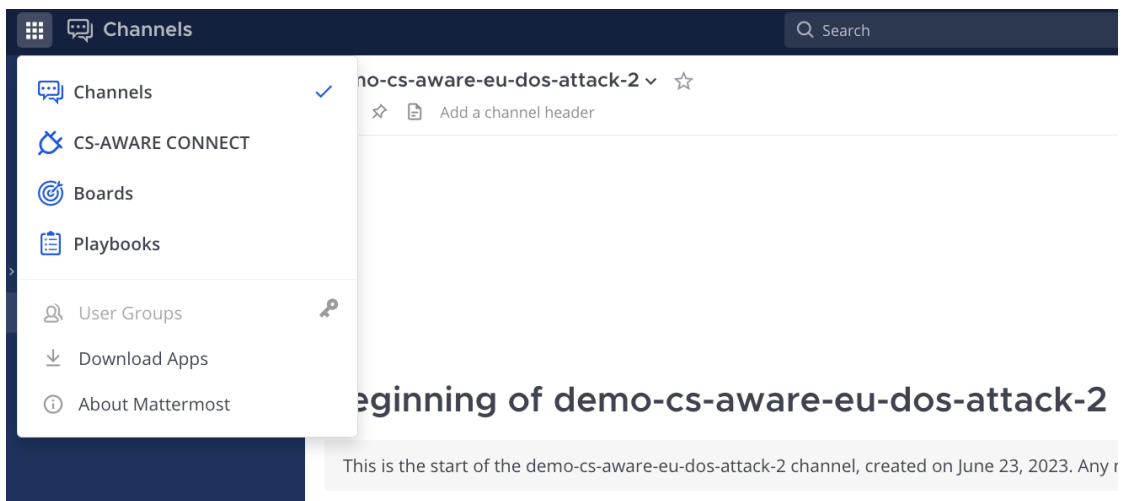 Channels
Search
Channels
CS-AWARE CONNECT
Boards
Playbooks
User Groups
Download Apps
About Mattermost
mo-cs-aware-eu-dos-attack-2
Add a channel header
eginning of demo-cs-aware-eu-dos-attack-2
This is the start of the demo-cs-aware-eu-dos-attack-2 channel, created on June 23, 2023. Any